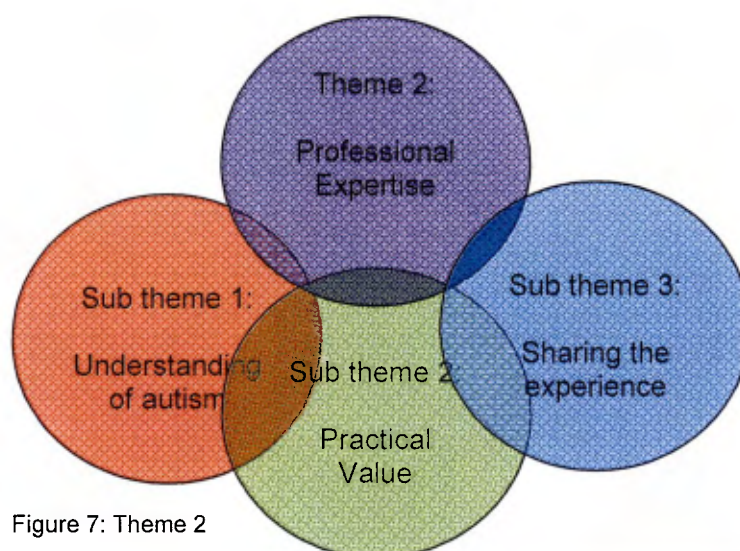 Theme 2:
Professional
Expertise
Sub theme 1:
Understanding
of autism
Sub theme 2
Practical
Value
Sub theme 3:
Sharing the
experience
Figure 7: Theme 2